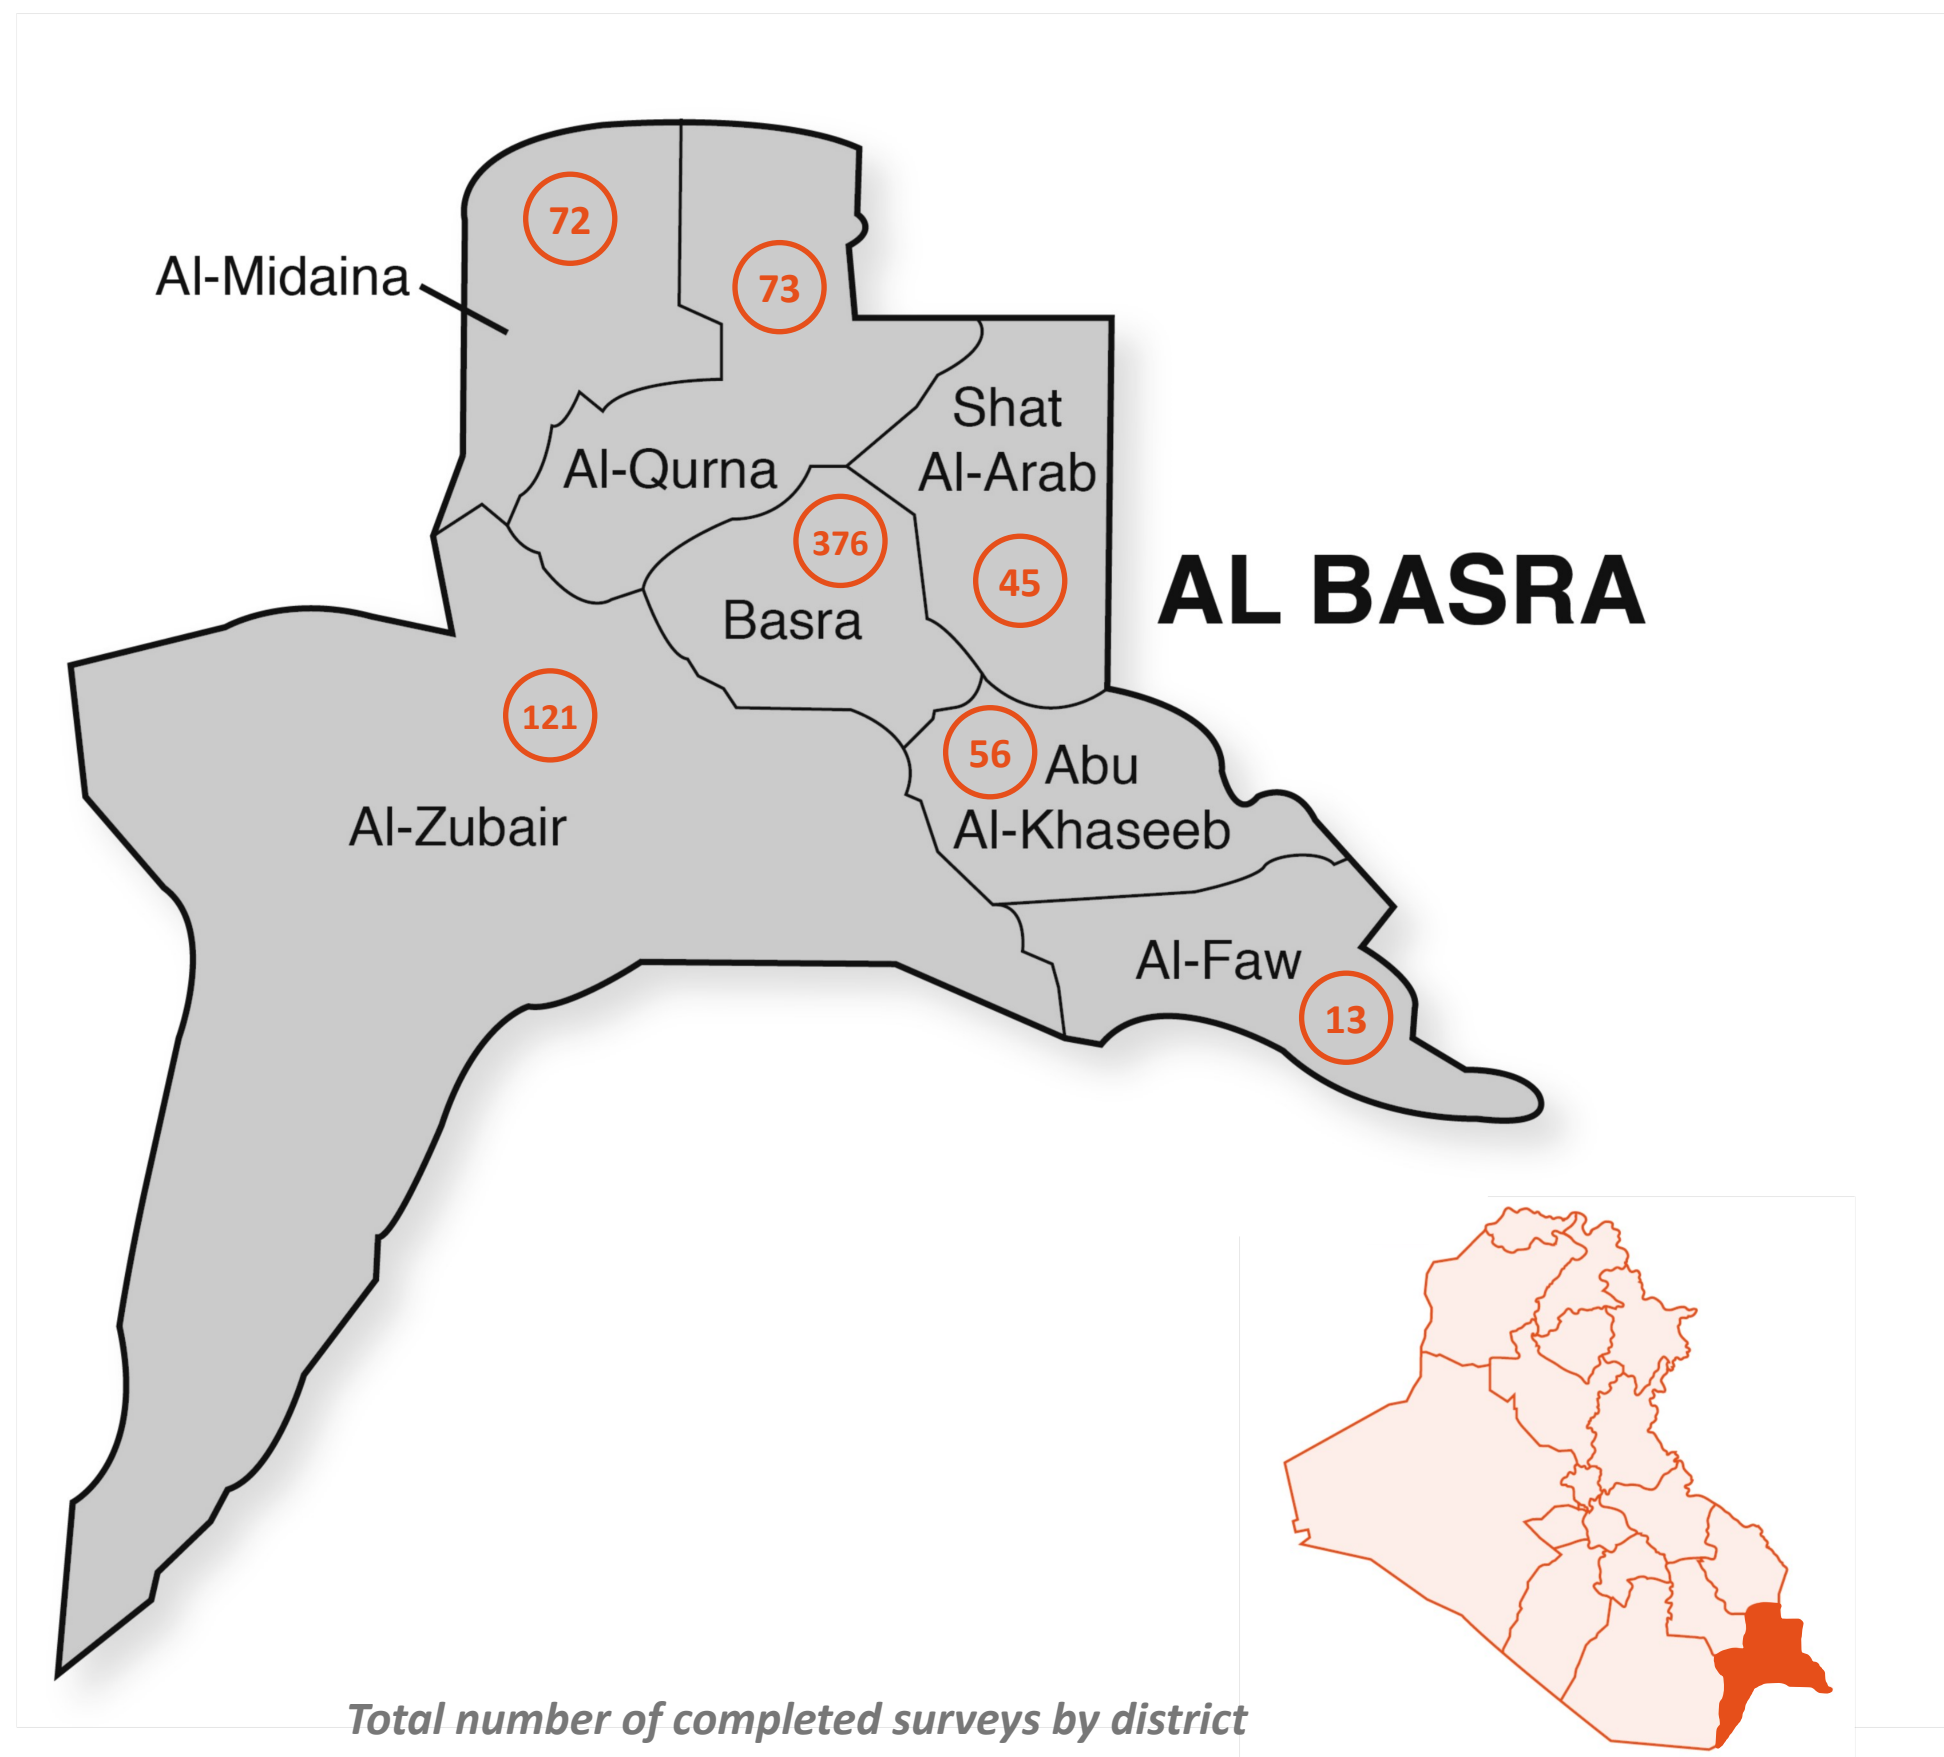 72
Al-Midaina
73
Shat
Al-Arab
Al-Qurna
376
45
AL BASRA
Basra
121
56
Abu
Al-Khaseeb
Al-Zubair
Al-Faw
13
Total number of completed surveys by district